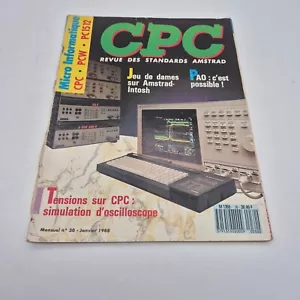 Micro Informatique
CPC • PCW • PC1512
CPC
REVUE DES STANDARDS AMSTRAD
Jeu de dames
sur Amstrad-
Intosh
PAO : c'est
possible !
Tensions sur CPC :
simulation d'oscilloscope
Mensuel n° 30 - Janvier 1988